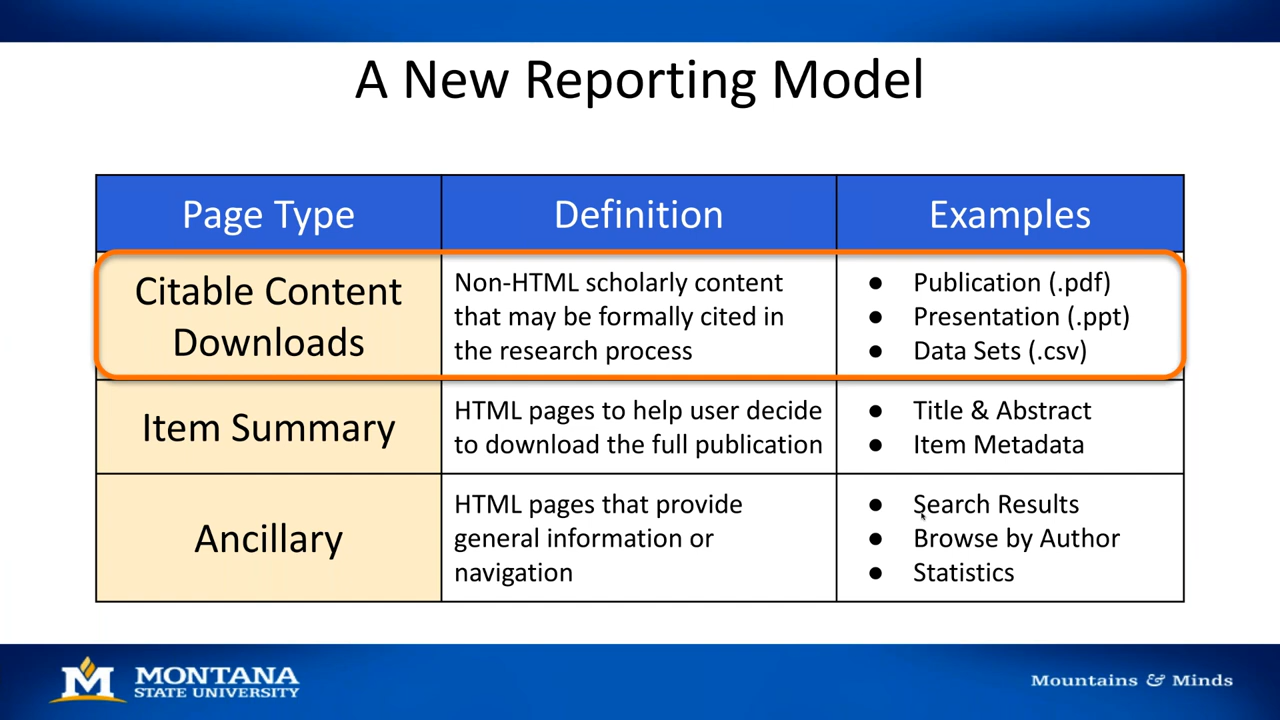 A New Reporting Model
Page Type
Definition
Examples
Citable Content
Downloads
Non-HTML scholarly content
that may be formally cited in
the research process
● Publication (.pdf)
● Presentation (.ppt)
● Data Sets (.csv)
Item Summary
HTML pages to help user decide
to download the full publication
● Title & Abstract
● Item Metadata
Ancillary
HTML pages that provide
general information or
navigation
● Search Results
● Browse by Author
● Statistics
M MONTANA
STATE UNIVERSITY
Mountains & Minds